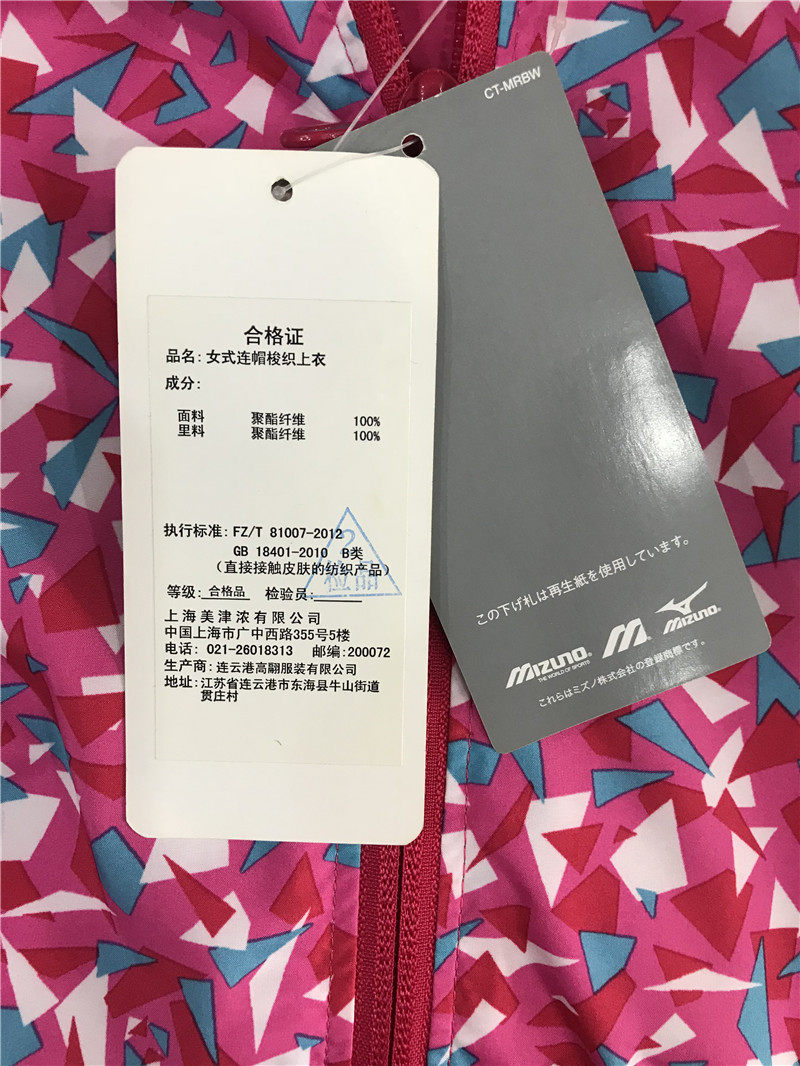 合格证
品名:女式连帽梭织上衣
成分:
面料 聚酯纤维 100%
里料 聚酯纤维 100%
执行标准: FZ/T 81007-2012
GB 18401-2010 B类
(直接接触皮肤的纺织产品)
等级: 合格品 检验员:
2
检品
上海美津浓有限公司
中国上海市广中西路355号5楼
电话: 021-26018313 邮编:200072
生产商:连云港高翮服装有限公司
地址:江苏省连云港市东海县牛山街道
贯庄村
CT-MRBW
この下げ札は再生紙を使用しています。
MIZUNO
THE WORLD OF SPORTS
M
MIZUNO
これらはミズノ株式会社の登録商標です。